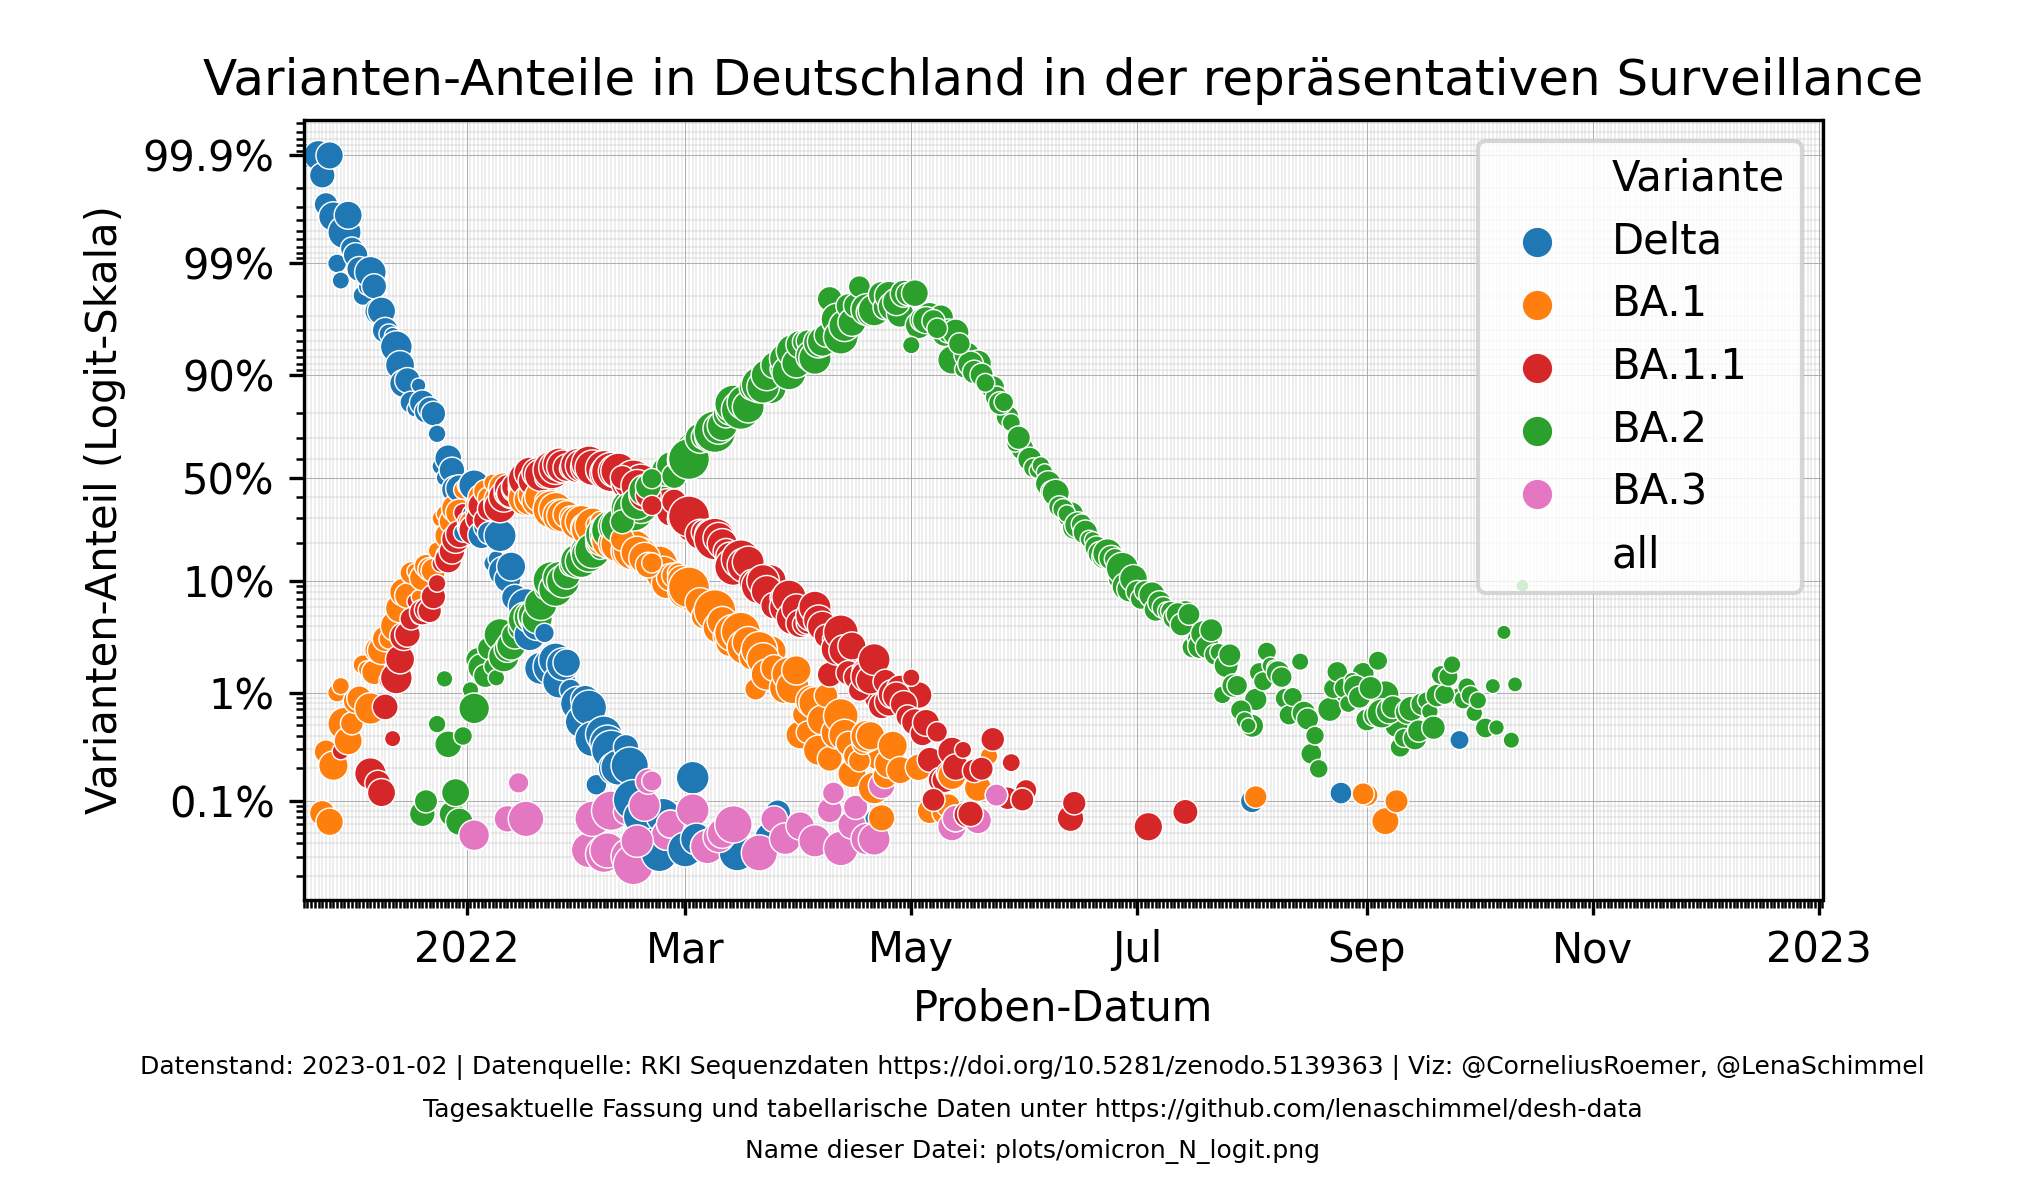 Varianten-Anteile in Deutschland in der repräsentativen Surveillance
Varianten-Anteil (Logit-Skala)
99.9%
99%
90%
50%
10%
1%
0.1%
Variante
Delta
BA.1
BA.1.1
BA.2
BA.3
all
2022 Mar May Jul Sep Nov 2023
Proben-Datum
Datenstand: 2023-01-02 | Datenquelle: RKI Sequenzdaten https://doi.org/10.5281/zenodo.5139363 | Viz: @CorneliusRoemer, @LenaSchimmel
Tagesaktuelle Fassung und tabellarische Daten unter https://github.com/lenaschimmel/desh-data
Name dieser Datei: plots/omicron_N_logit.png